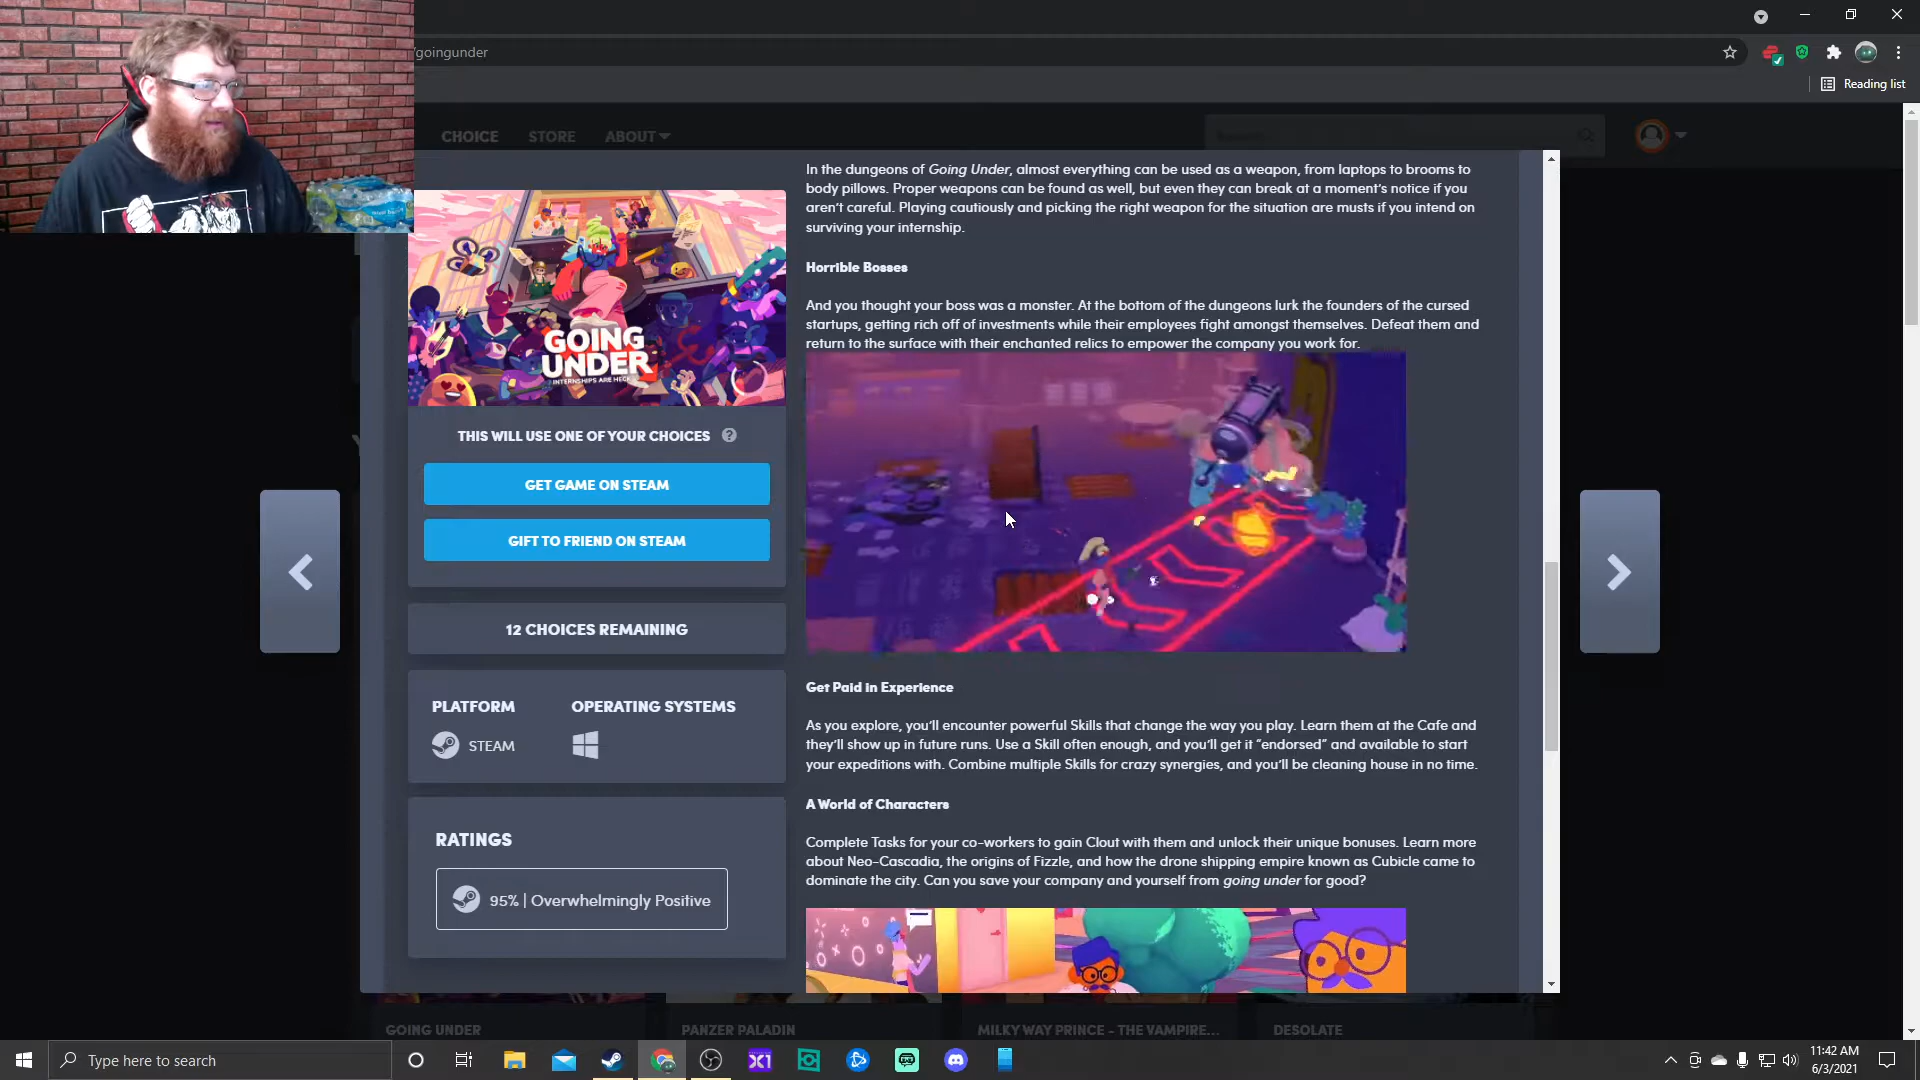 /goingunder
Reading list
CHOICE
STORE
ABOUT
In the dungeons of Going Under, almost everything can be used as a weapon, from laptops to brooms to
body pillows. Proper weapons can be found as well, but even they can break at a moment's notice if you
aren't careful. Playing cautiously and picking the right weapon for the situation are musts if you intend on
surviving your internship.
Horrible Bosses
And you thought your boss was a monster. At the bottom of the dungeons lurk the founders of the cursed
startups, getting rich off of investments while their employees fight amongst themselves. Defeat them and
return to the surface with their enchanted relics to empower the company you work for.
GOING
UNDER
INTERNSHIPS ARE HECK
THIS WILL USE ONE OF YOUR CHOICES ?
GET GAME ON STEAM
GIFT TO FRIEND ON STEAM
12 CHOICES REMAINING
PLATFORM
OPERATING SYSTEMS
STEAM
RATINGS
95% | Overwhelmingly Positive
Get Paid in Experience
As you explore, you'll encounter powerful Skills that change the way you play. Learn them at the Cafe and
they'll show up in future runs. Use a Skill often enough, and you'll get it "endorsed" and available to start
your expeditions with. Combine multiple Skills for crazy synergies, and you'll be cleaning house in no time.
A World of Characters
Complete Tasks for your co-workers to gain Clout with them and unlock their unique bonuses. Learn more
about Neo-Cascadia, the origins of Fizzle, and how the drone shipping empire known as Cubicle came to
dominate the city. Can you save your company and yourself from going under for good?
GOING UNDER
PANZER PALADIN
MILKY WAY PRINCE – THE VAMPIRE...
DESOLATE
Type here to search
X1
11:42 AM
6/3/2021